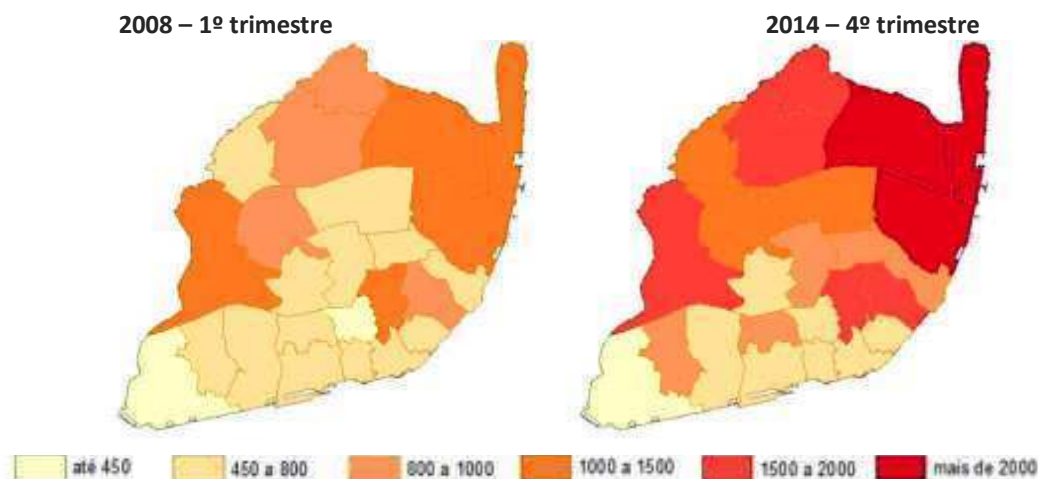 2008 – 1º trimestre
2014 – 4º trimestre
até 450
450 a 800
800 a 1000
1000 a 1500
1500 a 2000
mais de 2000